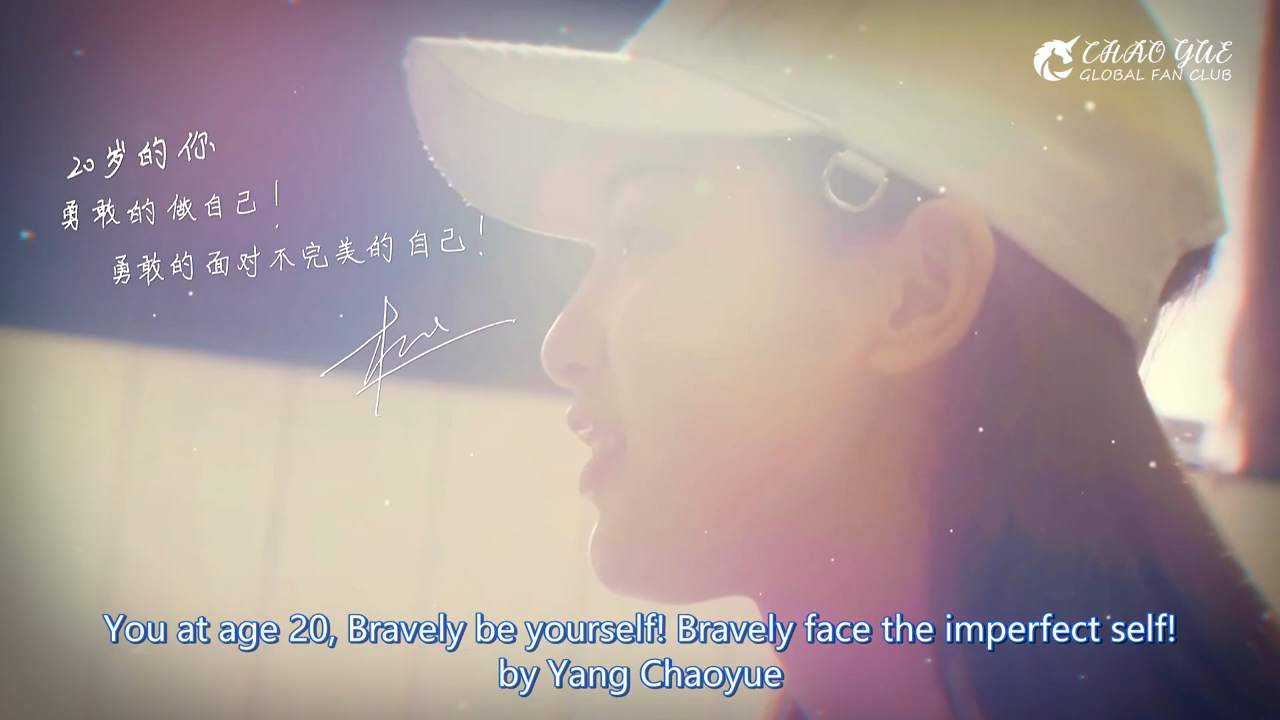 CHAO YUE
GLOBAL FAN CLUB
20岁的你
勇敢的做自己！
勇敢的面对不完美的自己！
You at age 20, Bravely be yourself! Bravely face the imperfect self!
by Yang Chaoyue